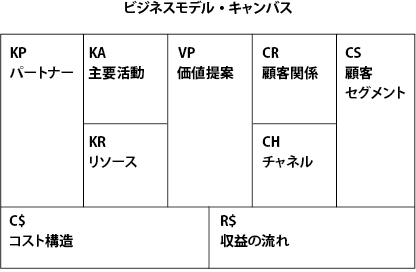 ビジネスモデル・キャンバス
KP
パートナー
KA
主要活動
KR
リソース
VP
価値提案
CR
顧客関係
CH
チャネル
CS
顧客
セグメント
C$
コスト構造
R$
収益の流れ